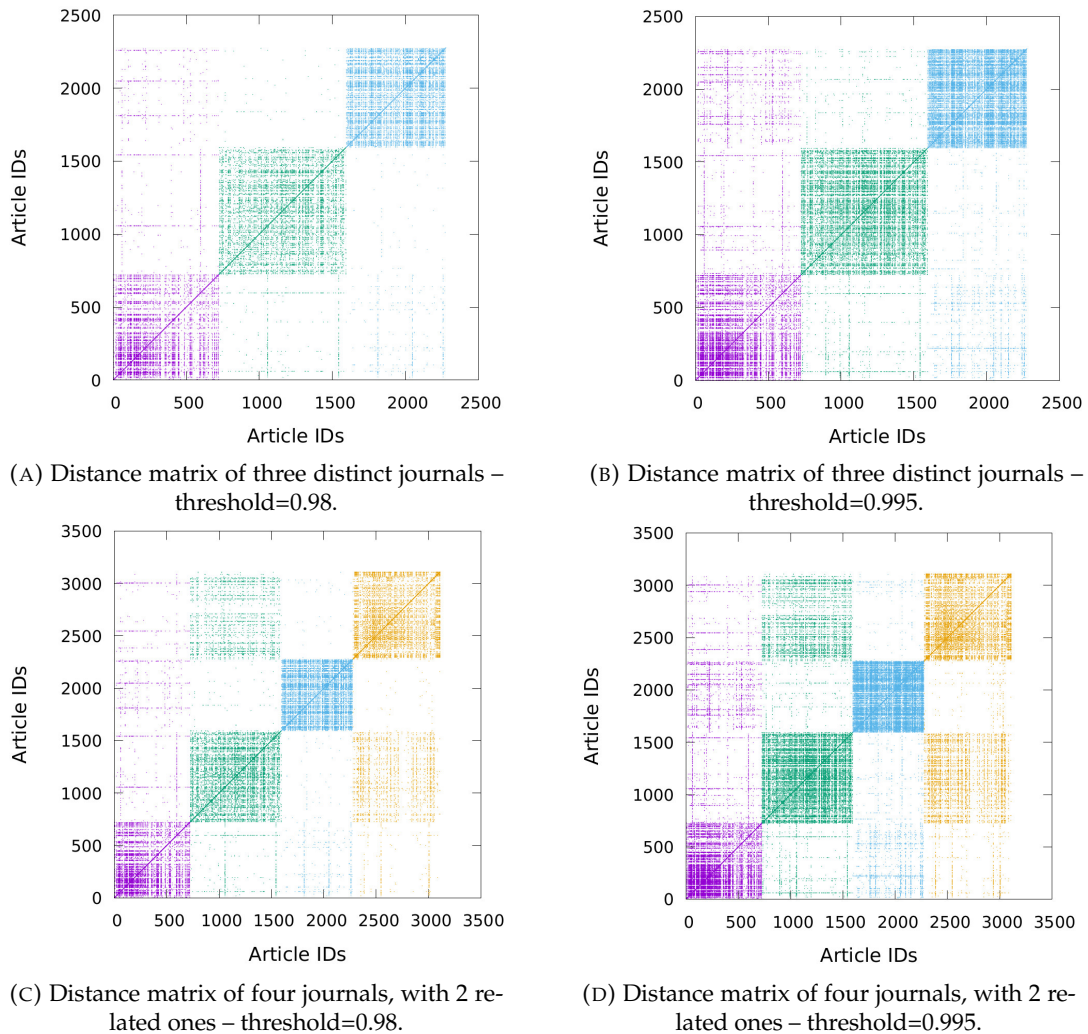 2500
2000
1500
1000
500
0
Article IDs
0 500 1000 1500 2000 2500
Article IDs
(A) Distance matrix of three distinct journals –
threshold=0.98.
2500
2000
1500
1000
500
0
Article IDs
0 500 1000 1500 2000 2500
Article IDs
(B) Distance matrix of three distinct journals –
threshold=0.995.
3500
3000
2500
2000
1500
1000
500
0
Article IDs
0 500 1000 1500 2000 2500 3000 3500
Article IDs
(C) Distance matrix of four journals, with 2 re-
lated ones – threshold=0.98.
3500
3000
2500
2000
1500
1000
500
0
Article IDs
0 500 1000 1500 2000 2500 3000 3500
Article IDs
(D) Distance matrix of four journals, with 2 re-
lated ones – threshold=0.995.